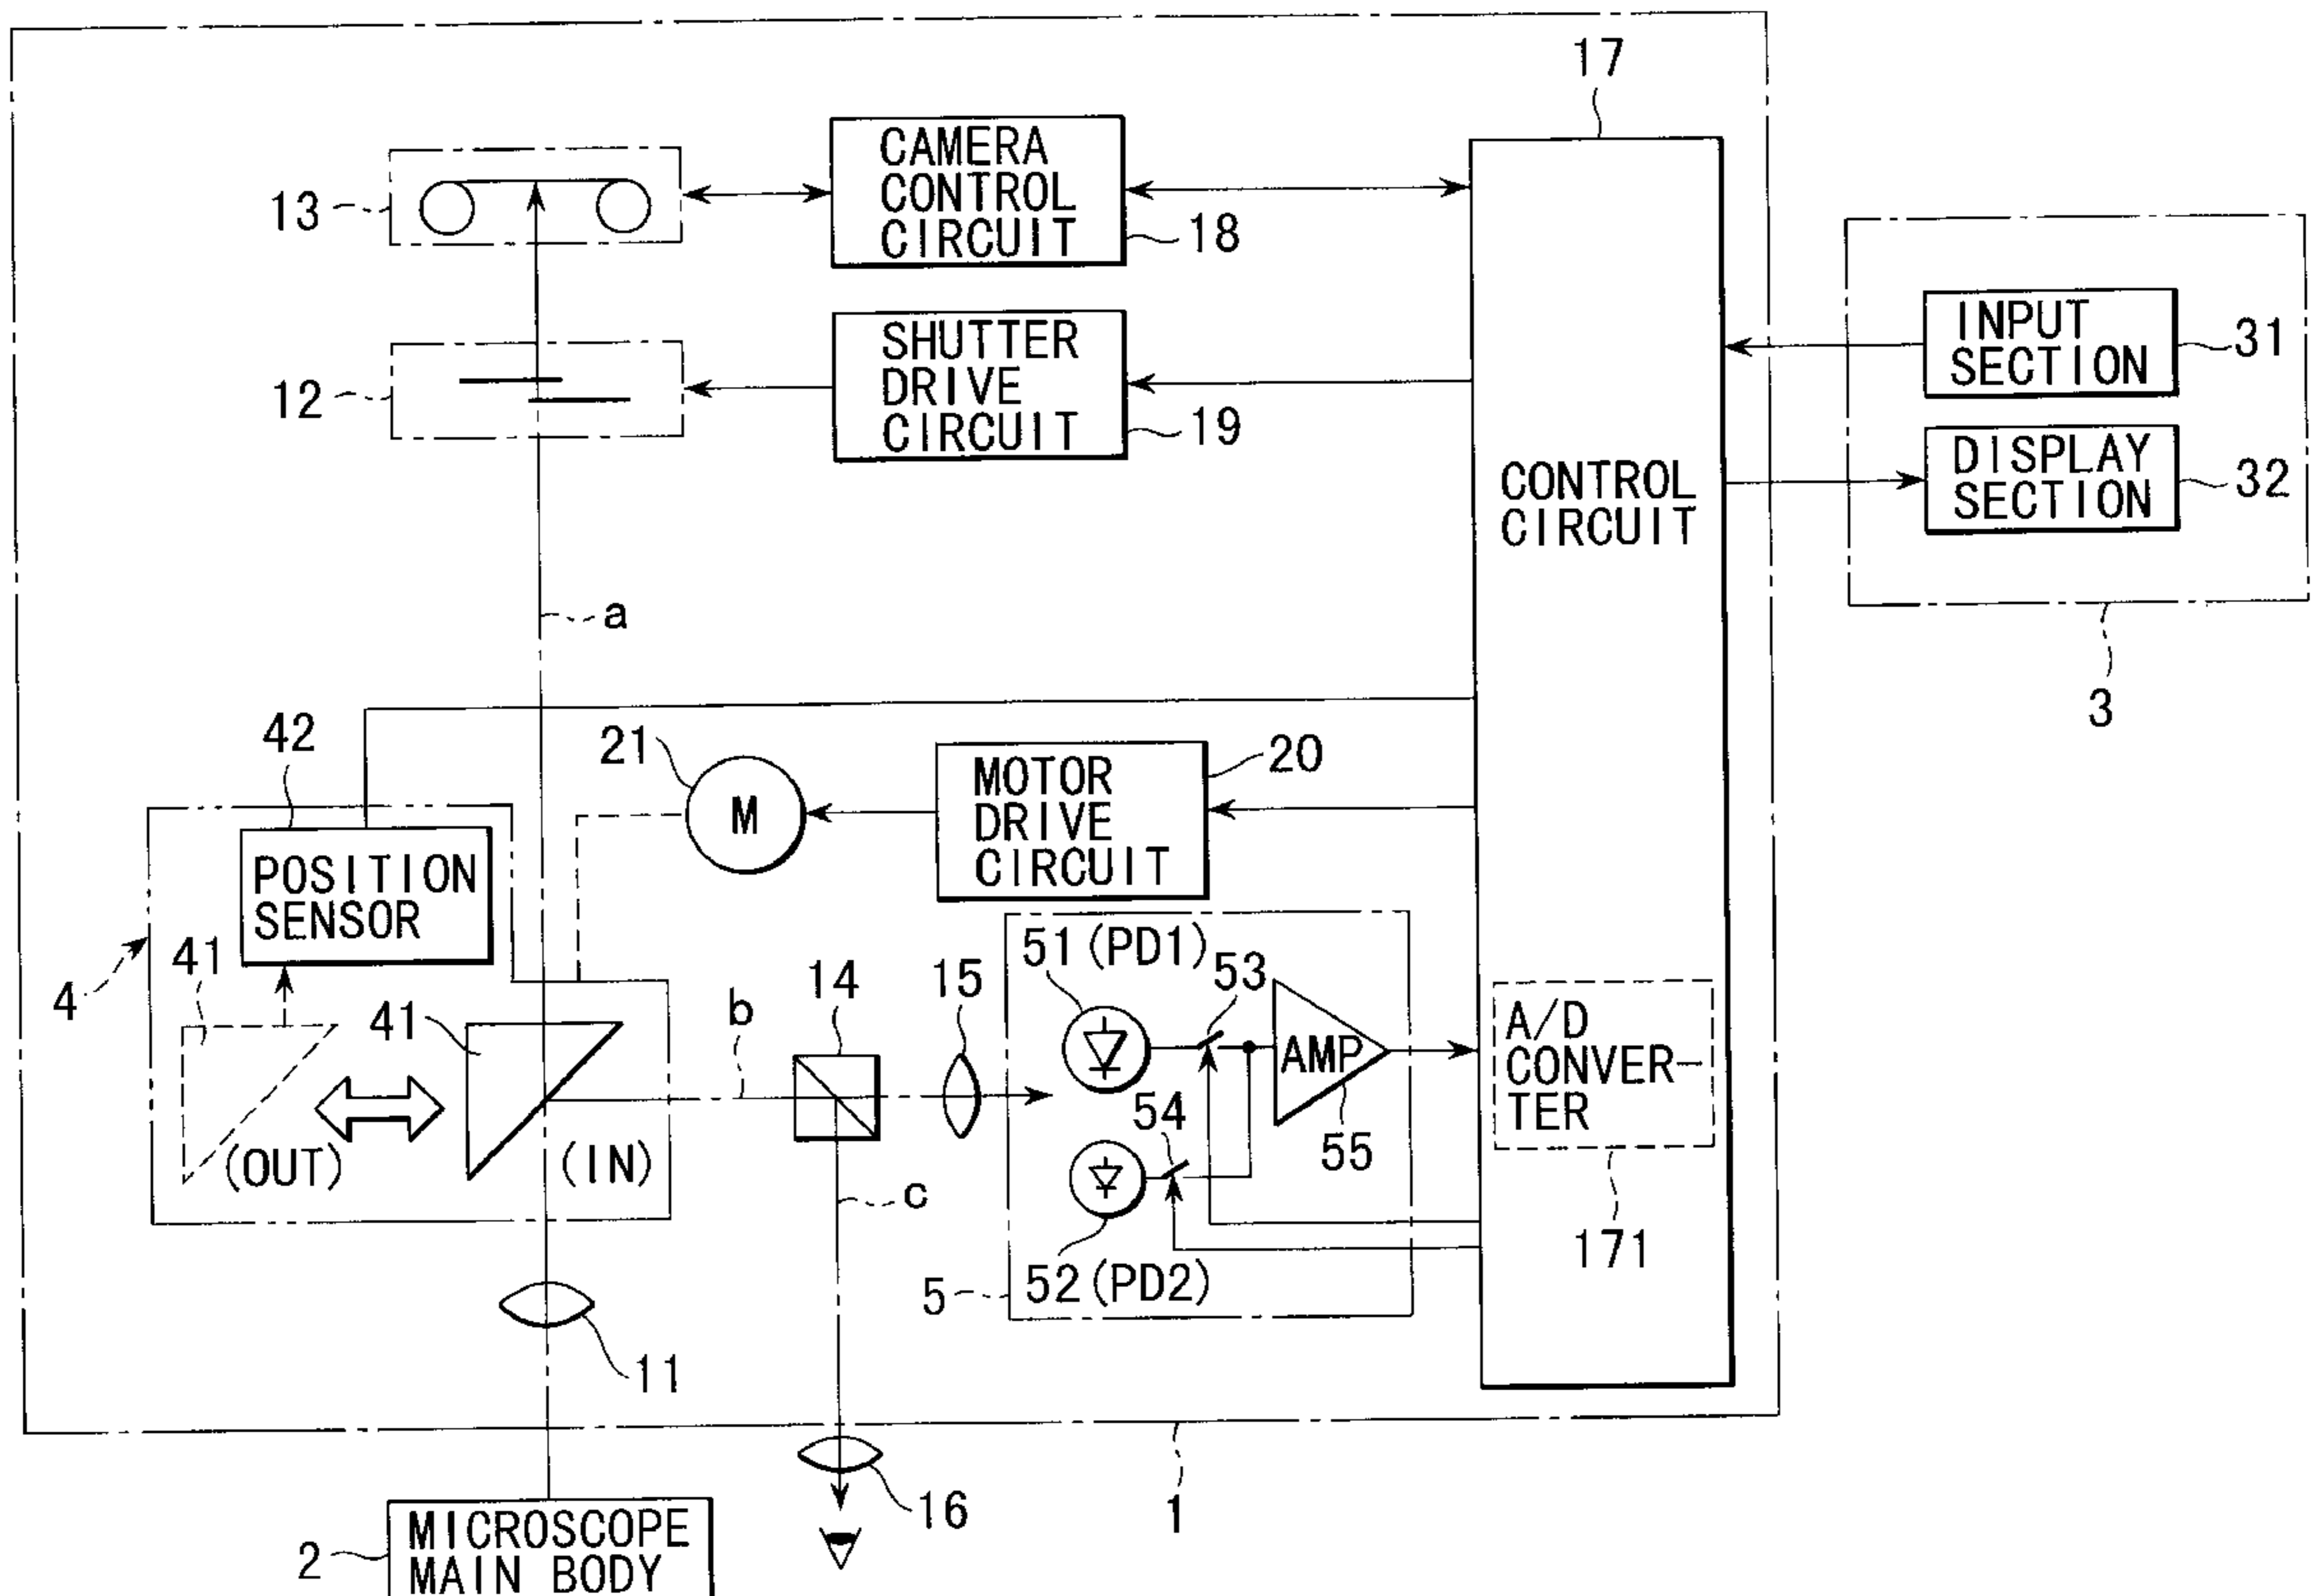 17
CAMERA
CONTROL
CIRCUIT
13
18
INPUT
SECTION
31
SHUTTER
DRIVE
CIRCUIT
12
19
DISPLAY
SECTION
32
CONTROL
CIRCUIT
a
3
42
21
20
M
MOTOR
DRIVE
CIRCUIT
POSITION
SENSOR
4
41
41
51 (PD1)
53
14
15
b
A/D
CONVER-
TER
AMP
54
55
(OUT)
(IN)
c
171
52 (PD2)
5
11
1
16
2
MICROSCOPE
MAIN BODY